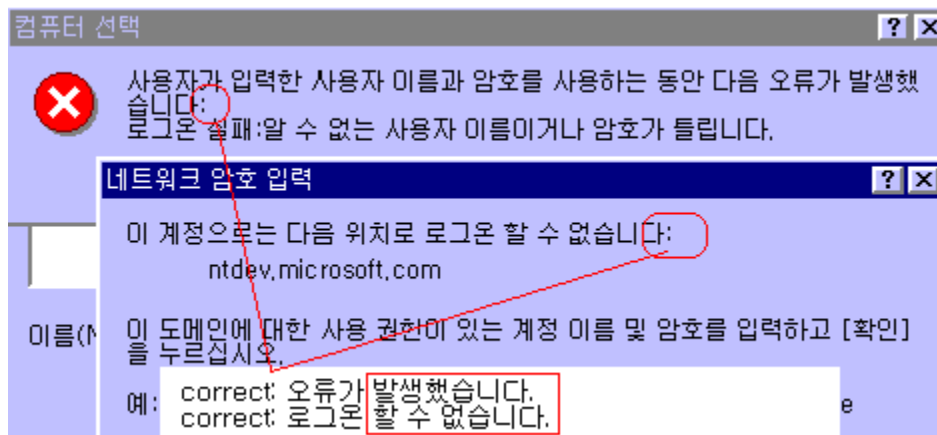 컴퓨터 선택
사용자가 입력한 사용자 이름과 암호를 사용하는 동안 다음 오류가 발생했
습니다:
로그온 실패:알 수 없는 사용자 이름이거나 암호가 틀립니다.
네트워크 암호 입력
이 계정으로는 다음 위치로 로그온 할 수 없습니다:
ntdev.microsoft.com
이름(N
이 도메인에 대한 사용 권한이 있는 계정 이름 및 암호를 입력하고 [확인]
을 누르십시오.
예:
e
correct: 오류가 발생했습니다.
correct: 로그온 할 수 없습니다.